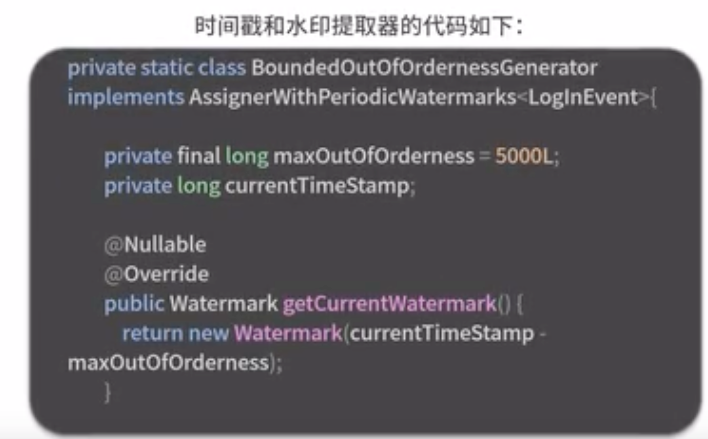 时间戳和水印提取器的代码如下：
private static class BoundedOutOfOrdernessGenerator
implements AssignerWithPeriodicWatermarks<LogInEvent>{
private final long maxOutOfOrderness = 5000L;
private long currentTimeStamp;
@Nullable
@Override
public Watermark getCurrentWatermark() {
return new Watermark(currentTimeStamp -
maxOutOfOrderness);
}